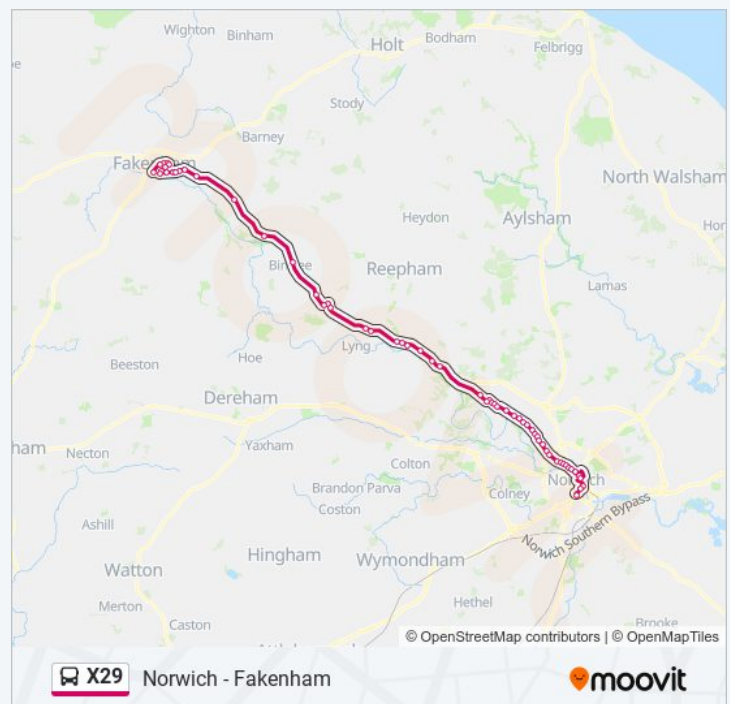 Wighton
Binham
Holt
Bodham
Felbrigg
Stody
Barney
Fakenham
North Walsham
Heydon
Aylsham
Hor
Reepham
Lamas
Lyng
Beeston
Hoe
Dereham
ham
Necton
Yaxham
Colton
Brandon Parva
Colney
Norwich
Coston
Norwich Southern Bypass
Ashill
Hingham
Wymondham
Watton
Merton
Hethel
Caston
Brooke
© OpenStreetMap contributors | © OpenMapTiles
X29 Norwich - Fakenham
moovit